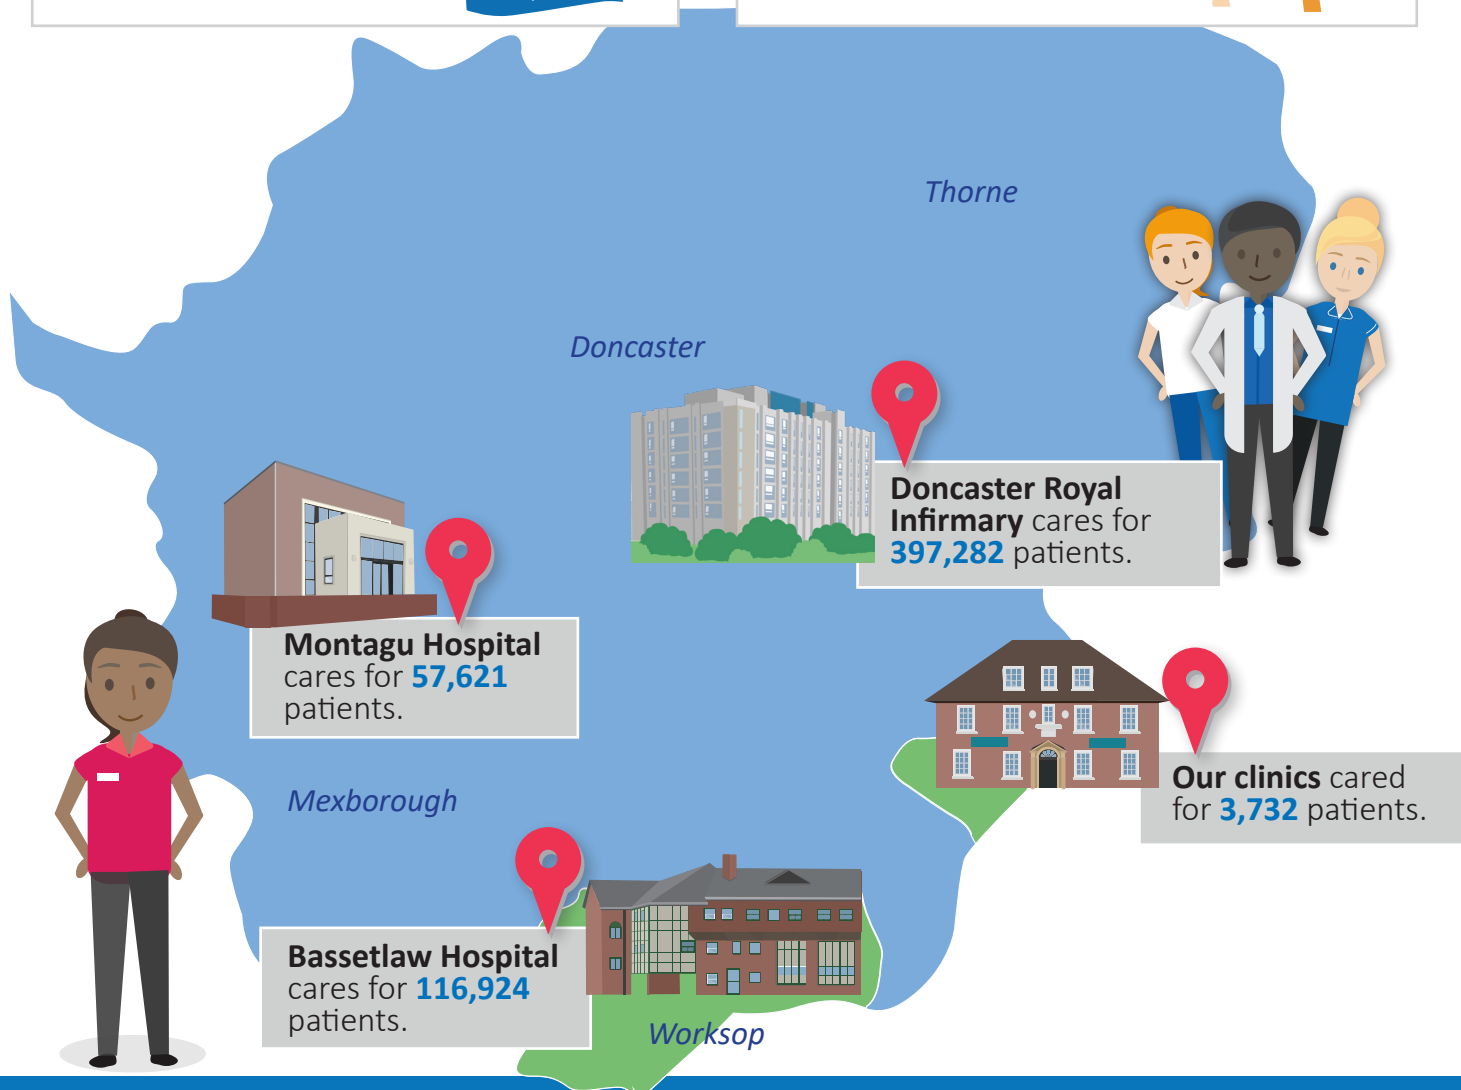 Thorne
Doncaster
Doncaster Royal
Infirmary cares for
397,282 patients.
Montagu Hospital
cares for 57,621
patients.
Our clinics cared
for 3,732 patients.
Mexborough
Bassetlaw Hospital
cares for 116,924
patients.
Worksop